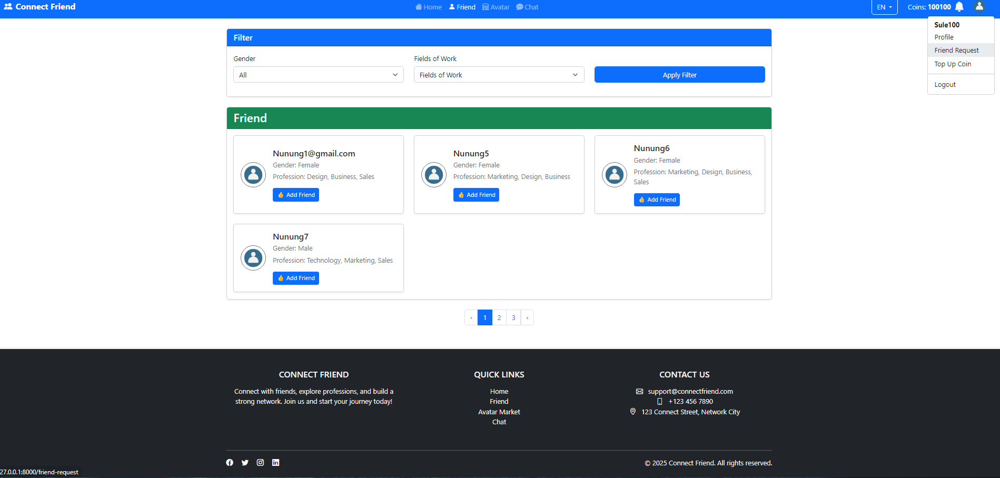 Connect Friend
Home Friend Avatar Chat
EN
Coins: 100100
Sule100
Profile
Friend Request
Top Up Coin
Logout
Filter
Gender
All
Fields of Work
Fields of Work
Apply Filter
Friend
Nunung1@gmail.com
Gender: Female
Profession: Design, Business, Sales
Add Friend
Nunung5
Gender: Female
Profession: Marketing, Design, Business
Add Friend
Nunung6
Gender: Female
Profession: Marketing, Design, Business,
Sales
Add Friend
Nunung7
Gender: Male
Profession: Technology, Marketing, Sales
Add Friend
‹ 1 2 3 ›
CONNECT FRIEND
Connect with friends, explore professions, and build a
strong network. Join us and start your journey today!
QUICK LINKS
Home
Friend
Avatar Market
Chat
CONTACT US
support@connectfriend.com
+123 456 7890
123 Connect Street, Network City
© 2025 Connect Friend. All rights reserved.
27.0.0.1:8000/friend-request